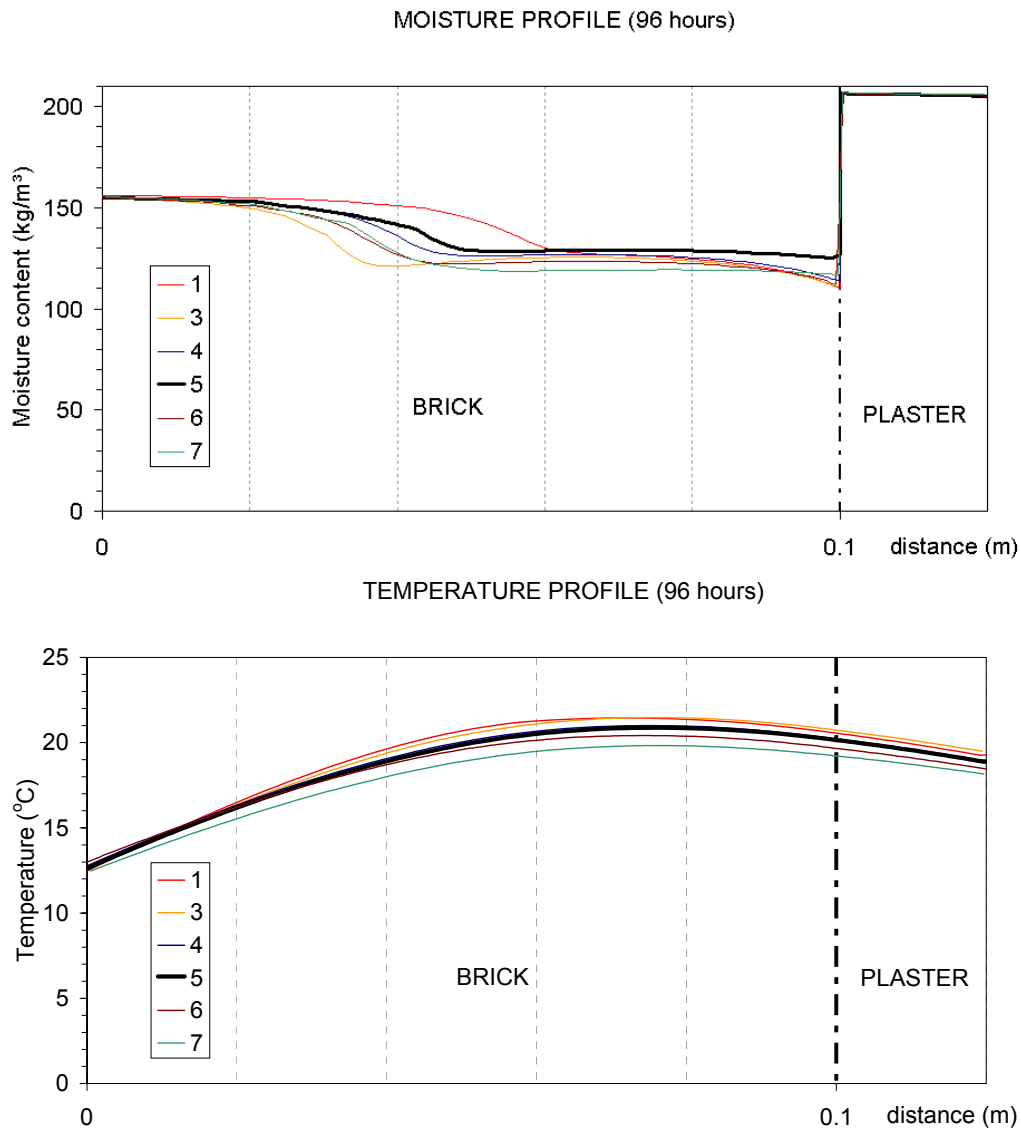 MOISTURE PROFILE (96 hours)
Moisture content (kg/m³)
200
150
100
50
0
1
3
4
5
6
7
BRICK
PLASTER
0
0.1
distance (m)
TEMPERATURE PROFILE (96 hours)
Temperature (°C)
25
20
15
10
5
0
1
3
4
5
6
7
BRICK
PLASTER
0
0.1
distance (m)